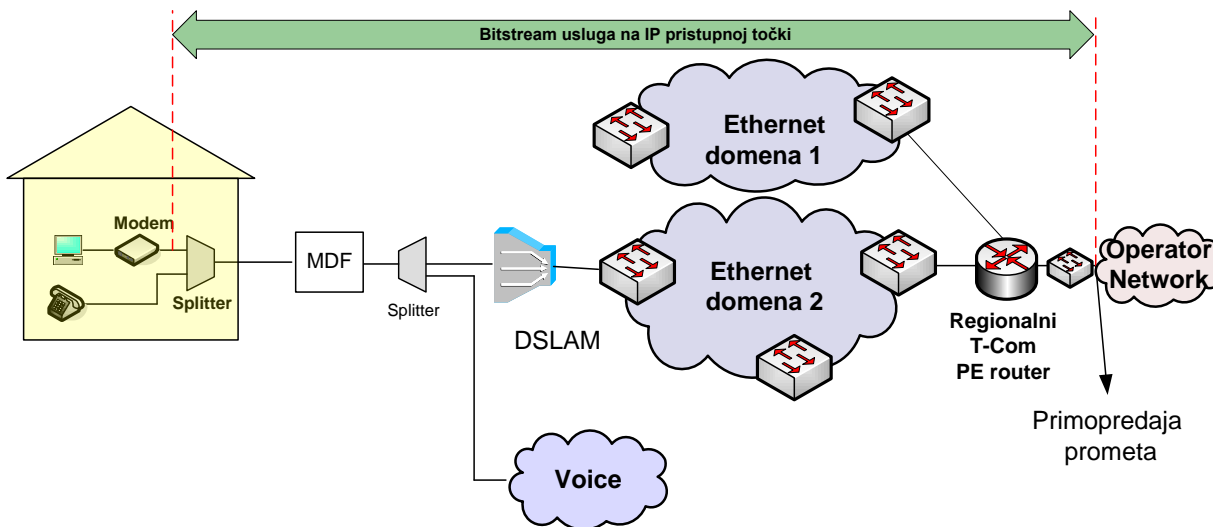 Bitstream usluga na IP pristupnoj točki
Ethernet
domena 1
Modem
Splitter
MDF
Splitter
DSLAM
Ethernet
domena 2
Regionalni
T-Com
PE router
Operator
Network
Primopredaja
prometa
Voice